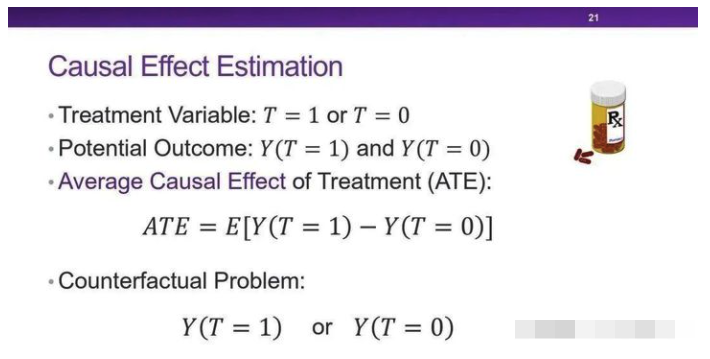 21
Causal Effect Estimation
• Treatment Variable: T = 1 or T = 0
• Potential Outcome: Y(T = 1) and Y(T = 0)
Rx
• Average Causal Effect of Treatment (ATE):
ATE = E[Y(T = 1) − Y(T = 0)]
• Counterfactual Problem:
Y(T = 1) or Y(T = 0)